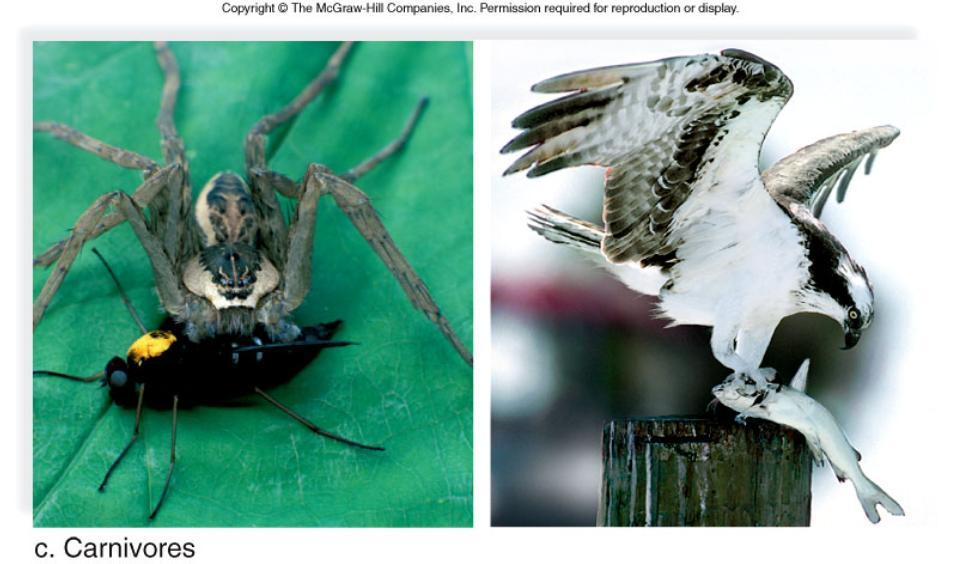 Copyright © The McGraw-Hill Companies, Inc. Permission required for reproduction or display.
c. Carnivores